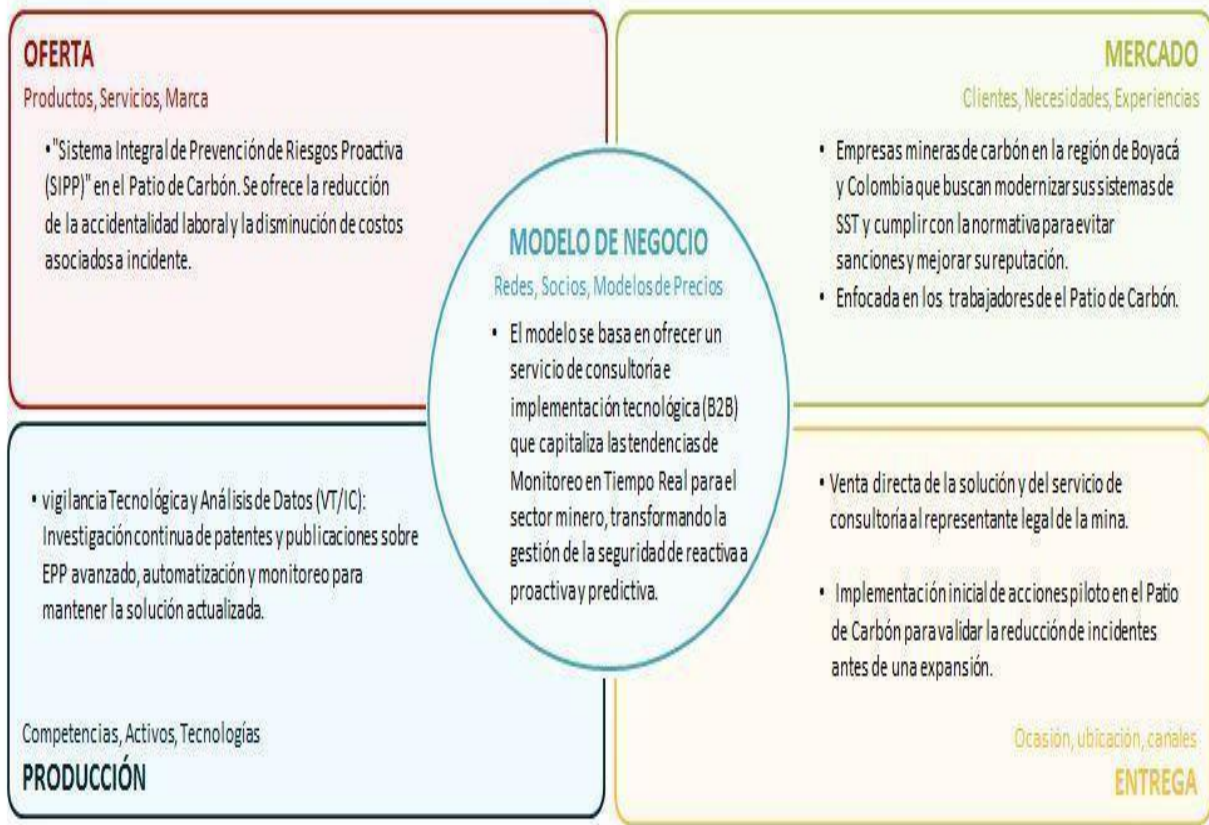 OFERTA
Productos, Servicios, Marca
• "Sistema Integral de Prevención de Riesgos Proactiva
(SIPP)" en el Patio de Carbón. Se ofrece la reducción
de la accidentalidad laboral y la disminución de costos
asociados a incidente.
MERCADO
Clientes, Necesidades, Experiencias
• Empresas mineras de carbón en la región de Boyacá
y Colombia que buscan modernizar sus sistemas de
SST y cumplir con la normativa para evitar
sanciones y mejorar su reputación.
• Enfocada en los trabajadores de el Patio de Carbón.
MODELO DE NEGOCIO
Redes, Socios, Modelos de Precios
• El modelo se basa en ofrecer un
servicio de consultoría e
implementación tecnológica (B2B)
que capitaliza las tendencias de
Monitoreo en Tiempo Real para el
sector minero, transformando la
gestión de la seguridad de reactiva a
proactiva y predictiva.
• vigilancia Tecnológica y Análisis de Datos (VT/IC):
Investigación continua de patentes y publicaciones sobre
EPP avanzado, automatización y monitoreo para
mantener la solución actualizada.
Competencias, Activos, Tecnologías
PRODUCCIÓN
• Venta directa de la solución y del servicio de
consultoría al representante legal de la mina.
• Implementación inicial de acciones piloto en el Patio
de Carbón para validar la reducción de incidentes
antes de una expansión.
Ocasión, ubicación, canales
ENTREGA